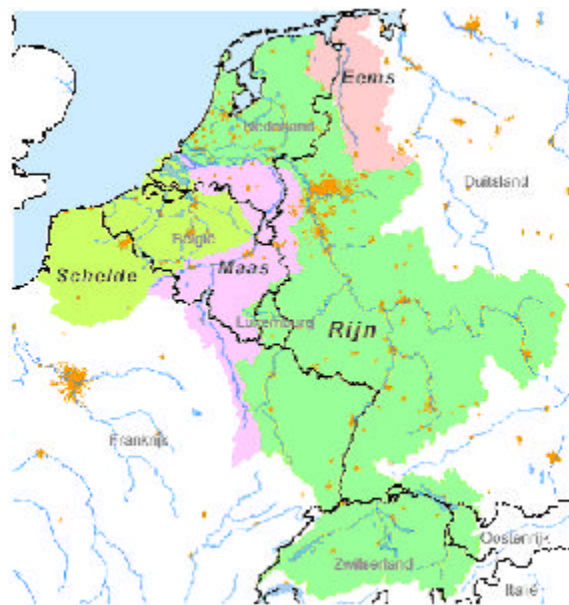 Eems
Nederland
Duitsland
België
Schelde
Maas
Luxemburg
Rijn
Frankrijk
Oostenrijk
Zwitserland
Italië